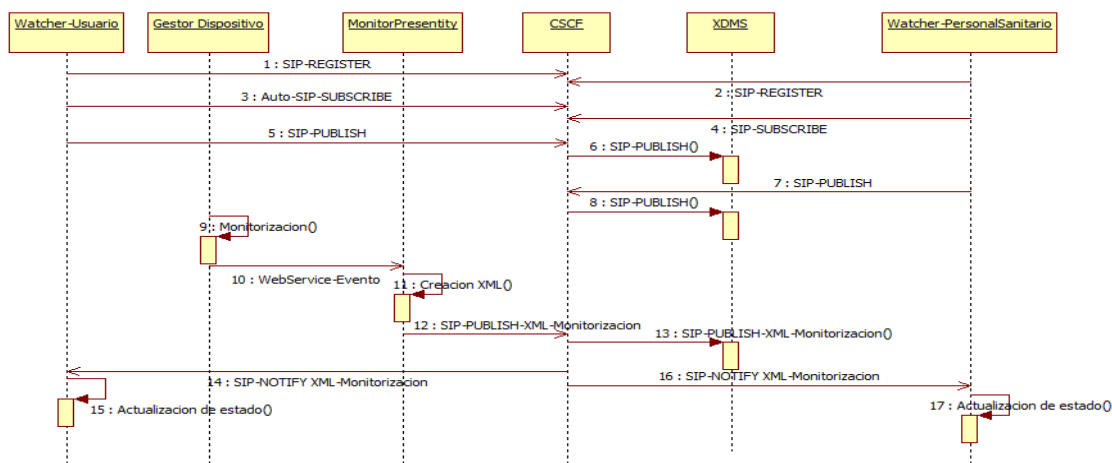 Watcher-Usuario
Gestor Dispositivo
MonitorPresentity
CSCF
XDMS
Watcher-PersonalSanitario
1 : SIP-REGISTER
2 : SIP-REGISTER
3 : Auto-SIP-SUBSCRIBE
4 : SIP-SUBSCRIBE
5 : SIP-PUBLISH
6 : SIP-PUBLISH()
7 : SIP-PUBLISH
8 : SIP-PUBLISH()
9 : Monitorizacion()
10 : WebService-Evento
11 : Creacion XML()
12 : SIP-PUBLISH-XML-Monitorizacion
13 : SIP-PUBLISH-XML-Monitorizacion()
14 : SIP-NOTIFY XML-Monitorizacion
16 : SIP-NOTIFY XML-Monitorizacion
15 : Actualizacion de estado()
17 : Actualizacion de estado()